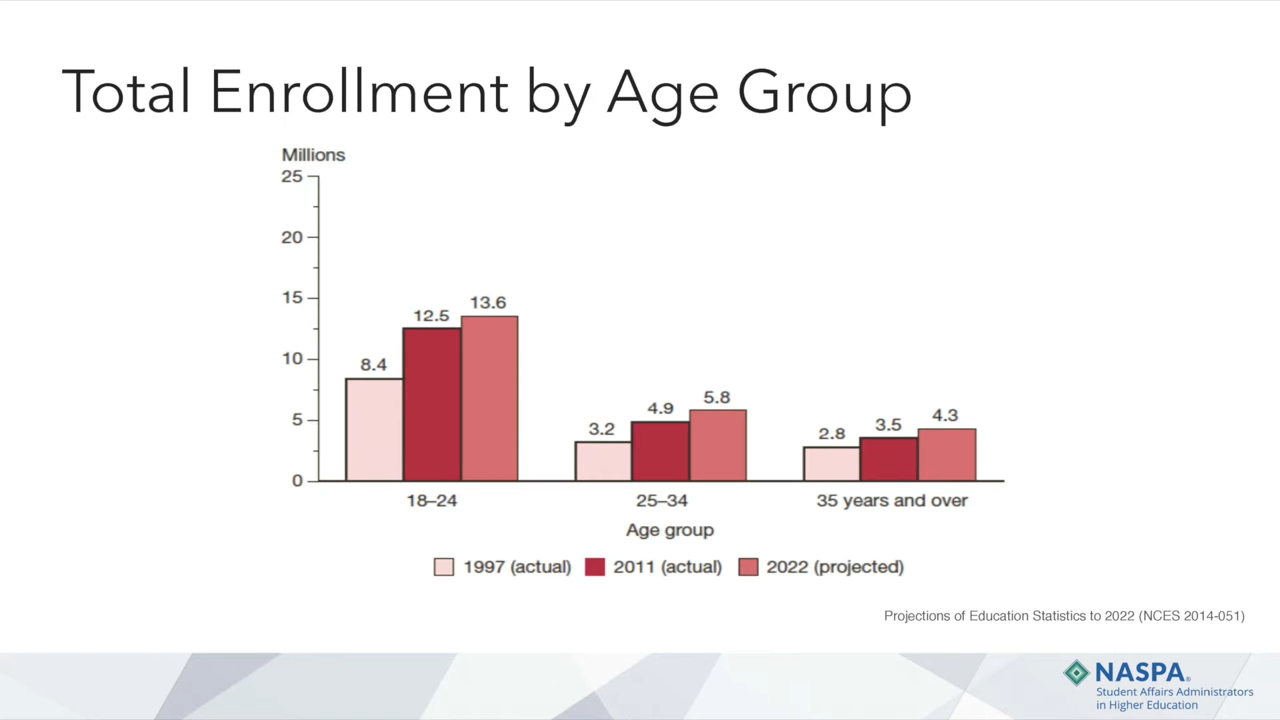 Total Enrollment by Age Group
Millions
25
20
15
10
5
0
8.4
12.5
13.6
3.2
4.9
5.8
2.8
3.5
4.3
18–24
25–34
35 years and over
Age group
1997 (actual)
2011 (actual)
2022 (projected)
Projections of Education Statistics to 2022 (NCES 2014-051)
NASPA®
Student Affairs Administrators
in Higher Education